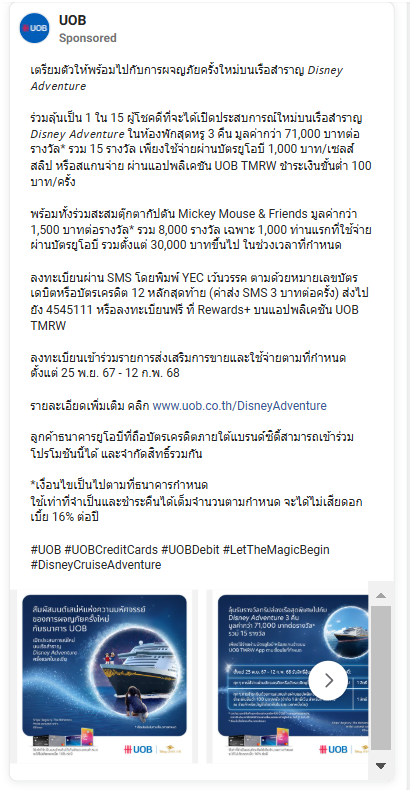 UOB
Sponsored
เตรียมตัวให้พร้อมไปกับการผจญภัยครั้งใหม่บนเรือสำราญ Disney
Adventure
ร่วมลุ้นเป็น 1 ใน 15 ผู้โชคดีที่จะได้เปิดประสบการณ์ใหม่บนเรือสำราญ
Disney Adventure ในห้องพักสุดหรู 3 คืน มูลค่ากว่า 71,000 บาทต่อ
รางวัล* รวม 15 รางวัล เพียงใช้จ่ายผ่านบัตรยูโอบี 1,000 บาท/เซลส์
สลิป หรือสแกนจ่าย ผ่านแอปพลิเคชัน UOB TMRW ชำระเงินขั้นต่ำ 100
บาท/ครั้ง
พร้อมทั้งร่วมสะสมตุ๊กตากัปตัน Mickey Mouse & Friends มูลค่ากว่า
1,500 บาทต่อรางวัล* รวม 8,000 รางวัล เฉพาะ 1,000 ท่านแรกที่ใช้จ่าย
ผ่านบัตรยูโอบี รวมตั้งแต่ 30,000 บาทขึ้นไป ในช่วงเวลาที่กำหนด
ลงทะเบียนผ่าน SMS โดยพิมพ์ YEC เว้นวรรค ตามด้วยหมายเลขบัตร
เดบิตหรือบัตรเครดิต 12 หลักสุดท้าย (ค่าส่ง SMS 3 บาทต่อครั้ง) ส่งไป
ยัง 4545111 หรือลงทะเบียนฟรี ที่ Rewards+ บนแอปพลิเคชัน UOB
TMRW
ลงทะเบียนเข้าร่วมรายการส่งเสริมการขายและใช้จ่ายตามที่กำหนด
ตั้งแต่ 25 พ.ย. 67 - 12 ก.พ. 68
รายละเอียดเพิ่มเติม คลิก www.uob.co.th/DisneyAdventure
ลูกค้าธนาคารยูโอบีที่ถือบัตรเครดิตภายใต้แบรนด์ซิตี้สามารถเข้าร่วม
โปรโมชันนี้ได้ และจำกัดสิทธิ์รวมกัน
*เงื่อนไขเป็นไปตามที่ธนาคารกำหนด
ใช้เท่าที่จำเป็นและชำระคืนได้เต็มจำนวนตามกำหนด จะได้ไม่เสียดอก
เบี้ย 16% ต่อปี
#UOB #UOBCreditCards #UOBDebit #LetTheMagicBegin
#DisneyCruiseAdventure
สัมผัสมนต์เสน่ห์แห่งความมหัศจรรย์
ของการผจญภัยครั้งใหม่
กับธนาคาร UOB
เปิดประสบการณ์ใหม่
บนเรือสำราญ
Disney Adventure
ครั้งแรกในเอเชีย
UOB
ลุ้นรับรางวัลทริปล่องเรือสุดพิเศษไปกับ
Disney Adventure 3 คืน
มูลค่ากว่า 71,000 บาทต่อรางวัล*
รวม 15 รางวัล
UOB